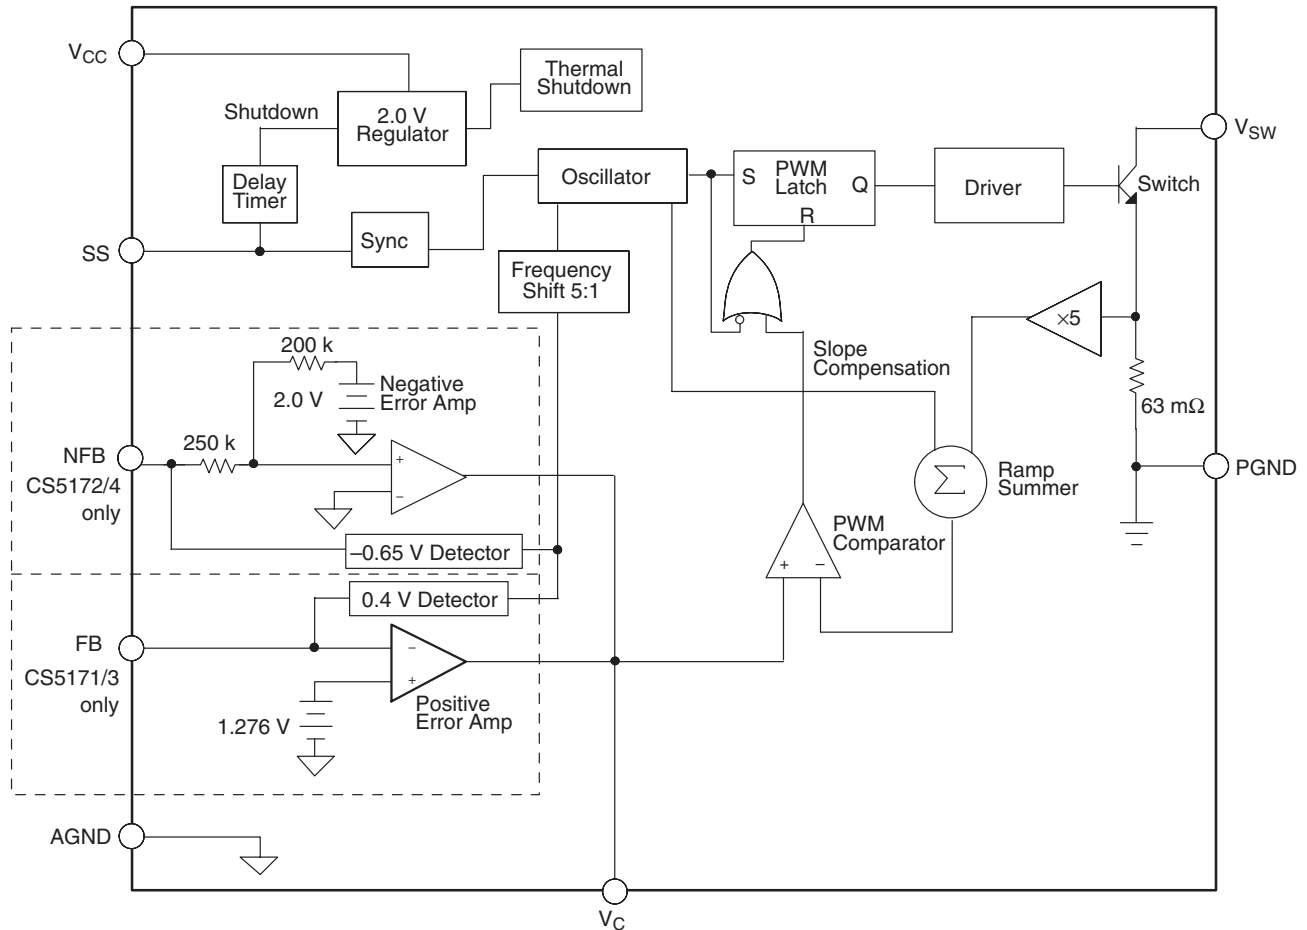 VCC
Thermal
Shutdown
2.0 V
Regulator
Shutdown
VSW
Delay
Timer
Oscillator
S
PWM
Latch
Q
R
Driver
Switch
SS
Sync
Frequency
Shift 5:1
×5
200 k
Slope
Compensation
2.0 V
Negative
Error Amp
63 mΩ
250 k
NFB
CS5172/4
only
+
−
Σ
Ramp
Summer
PGND
PWM
Comparator
−0.65 V Detector
+
−
0.4 V Detector
FB
CS5171/3
only
−
+
Positive
Error Amp
1.276 V
AGND
VC